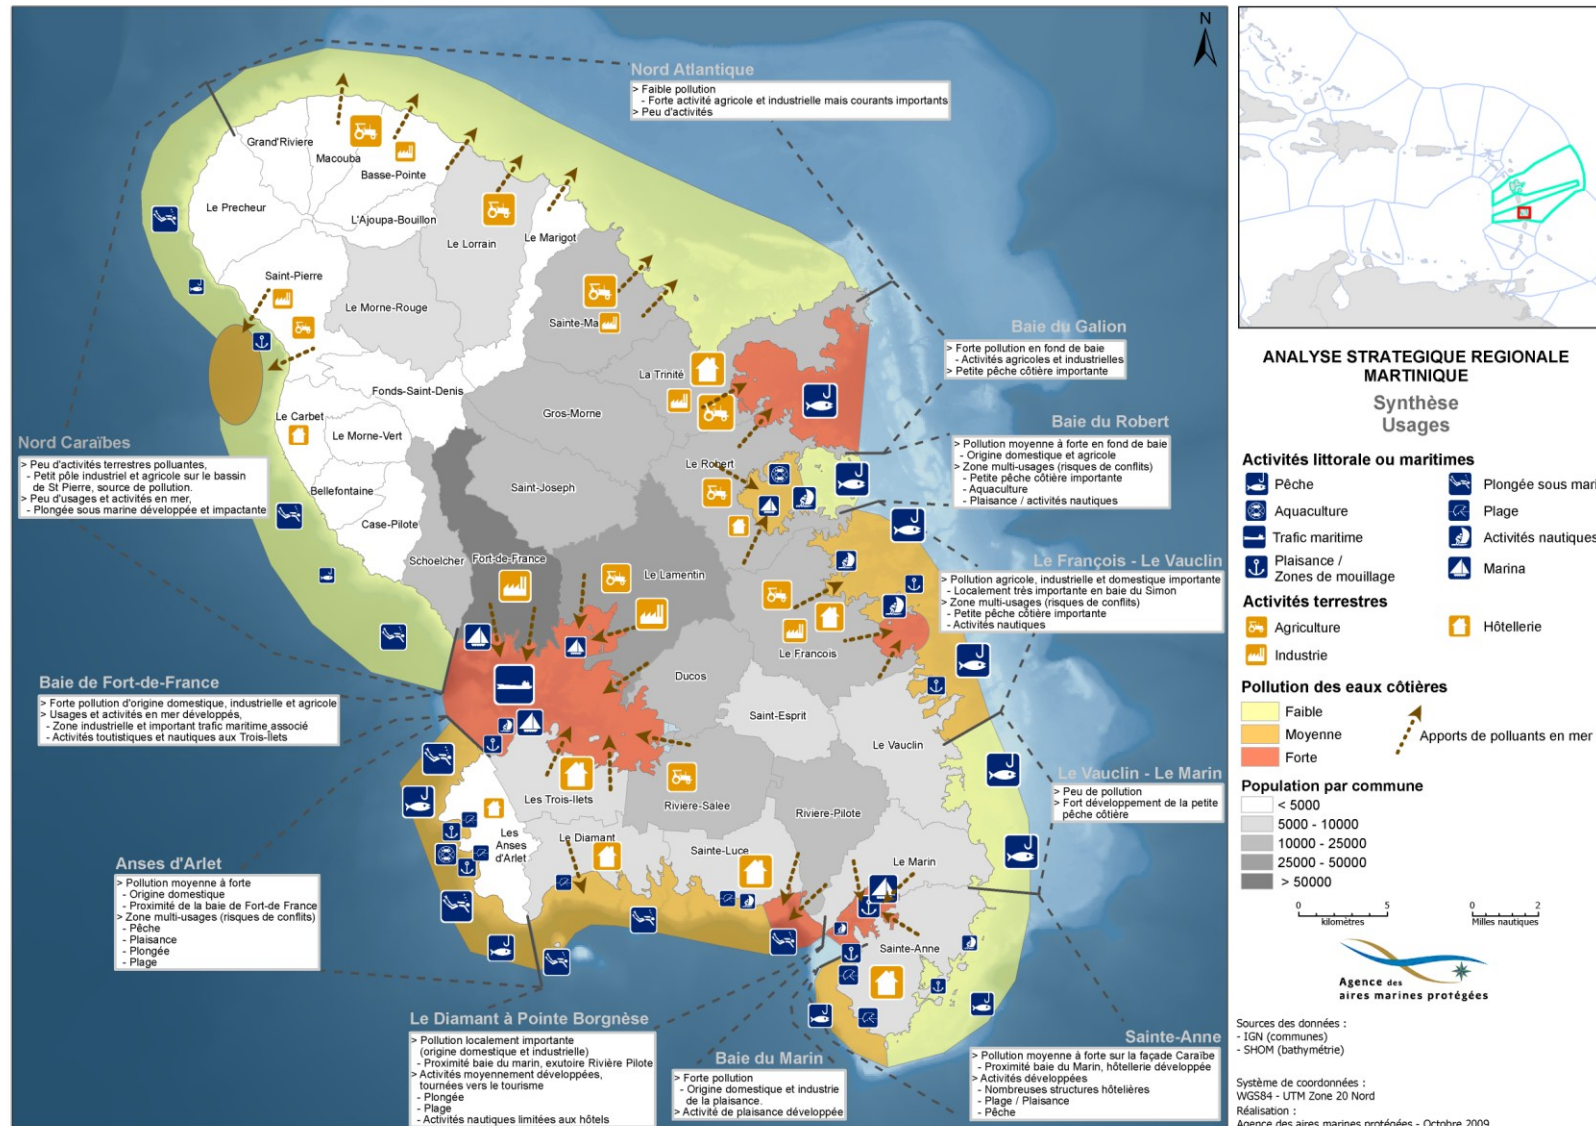 N
Nord Atlantique
> Faible pollution
- Forte activité agricole et industrielle mais courants importants
> Peu d'activités
Grand'Riviere
Macouba
Basse-Pointe
Le Precheur
L'Ajoupa-Bouillon
Le Lorrain
Le Marigot
Saint-Pierre
Le Morne-Rouge
Fonds-Saint-Denis
Le Carbet
Le Morne-Vert
Bellefontaine
Case-Pilote
Schoelcher
Fort-de-France
Gros-Morne
Saint-Joseph
La Trinité
Le Robert
Le Lamentin
Ducos
Le Francois
Saint-Esprit
Le Vauclin
Les Trois-Ilets
Riviere-Salee
Riviere-Pilote
Les
Anses
d'Arlet
Le Diamant
Sainte-Luce
Le Marin
Sainte-Anne
Baie du Galion
> Forte pollution en fond de baie
- Activités agricoles et industrielles
> Petite pêche côtière importante
Baie du Robert
> Pollution moyenne à forte en fond de baie
- Origine domestique et agricole
> Zone multi-usages (risques de conflits)
- Petite pêche côtière importante
- Aquaculture
- Plaisance / activités nautiques
Le François - Le Vauclin
> Pollution agricole, industrielle et domestique importante
- Localement très importante en baie du Simon
> Zone multi-usages (risques de conflits)
- Petite pêche côtière importante
- Activités nautiques
Le Vauclin - Le Marin
> Peu de pollution
> Fort développement de la petite
pêche côtière
Nord Caraïbes
> Peu d'activités terrestres polluantes,
- Petit pôle industriel et agricole sur le bassin
de St Pierre, source de pollution.
> Peu d'usages et activités en mer,
- Plongée sous marine développée et impactante
Baie de Fort-de-France
> Forte pollution d'origine domestique, industrielle et agricole
> Usages et activités en mer développés,
- Zone industrielle et important trafic maritime associé
- Activités toutistiques et nautiques aux Trois-îlets
Anses d'Arlet
> Pollution moyenne à forte
- Origine domestique
- Proximité de la baie de Fort-de France
> Zone multi-usages (risques de conflits)
- Pêche
- Plaisance
- Plongée
- Plage
Le Diamant à Pointe Borgnèse
> Pollution localement importante
(origine domestique et industrielle)
- Proximité baie du marin, exutoire Rivière Pilote
> Activités moyennement développées,
tournées vers le tourisme
- Plongée
- Plage
- Activités nautiques limitées aux hôtels
Baie du Marin
> Forte pollution
- Origine domestique et industrie
de la plaisance.
> Activité de plaisance développée
Sainte-Anne
> Pollution moyenne à forte sur la façade Caraïbe
- Proximité baie du Marin, hôtellerie développée
> Activités développées
- Nombreuses structures hôtelières
- Plage / Plaisance
- Pêche
ANALYSE STRATEGIQUE REGIONALE
MARTINIQUE
Synthèse
Usages
Activités littorale ou maritimes
Pêche
Plongée sous mari
Aquaculture
Plage
Trafic maritime
Activités nautiques
Plaisance /
Zones de mouillage
Marina
Activités terrestres
Agriculture
Hôtellerie
Industrie
Pollution des eaux côtières
Faible
Moyenne
Forte
Apports de polluants en mer
Population par commune
< 5000
5000 - 10000
10000 - 25000
25000 - 50000
> 50000
0 5
kilomètres
0 2
Milles nautiques
Agence des
aires marines protégées
Sources des données :
- IGN (communes)
- SHOM (bathymétrie)
Système de coordonnées :
WGS84 - UTM Zone 20 Nord
Réalisation :
Agence des aires marines protégées - Octobre 2009